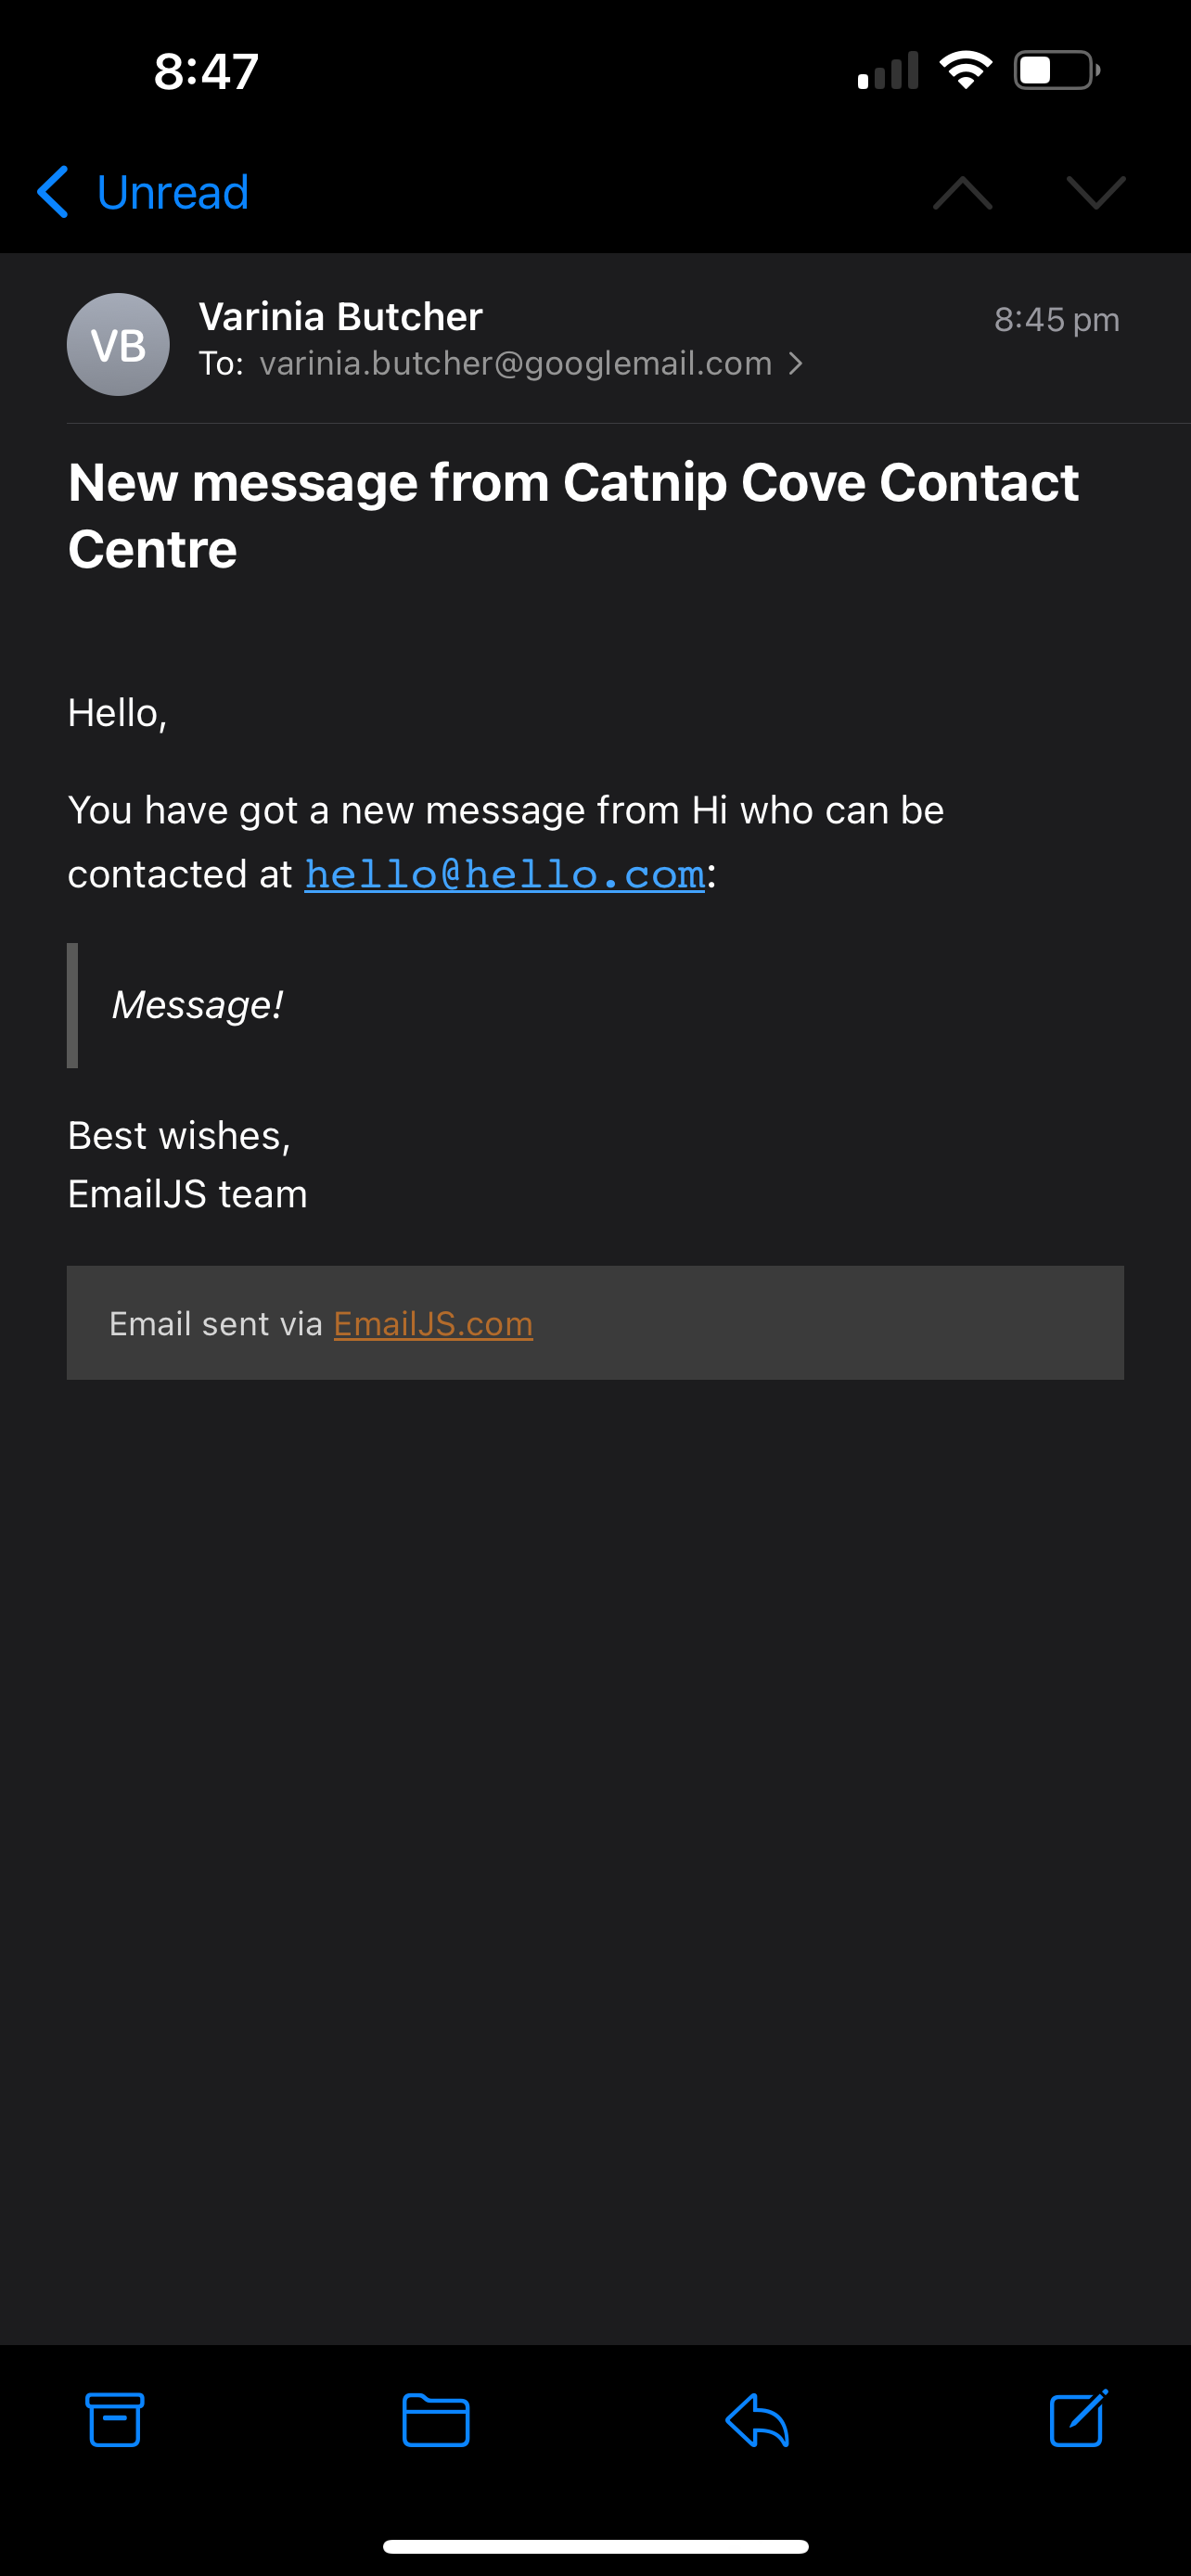 8:47
Unread
VB
Varinia Butcher
8:45 pm
To: varinia.butcher@googlemail.com
New message from Catnip Cove Contact
Centre
Hello,
You have got a new message from Hi who can be
contacted at hello@hello.com:
Message!
Best wishes,
EmailJS team
Email sent via EmailJS.com